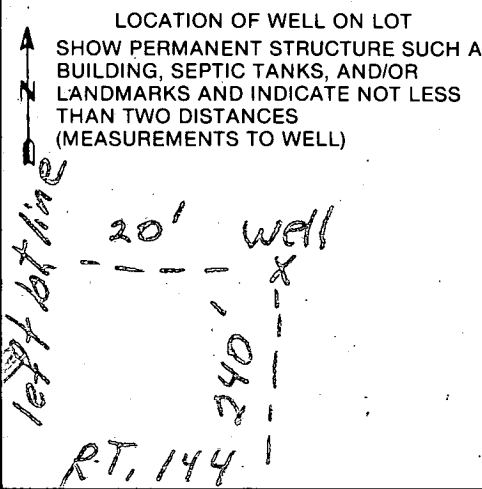 LOCATION OF WELL ON LOT
SHOW PERMANENT STRUCTURE SUCH A
BUILDING, SEPTIC TANKS, AND/OR
LANDMARKS AND INDICATE NOT LESS
THAN TWO DISTANCES
(MEASUREMENTS TO WELL)
N
left lot line
20' Well
X
240'
RT. 144